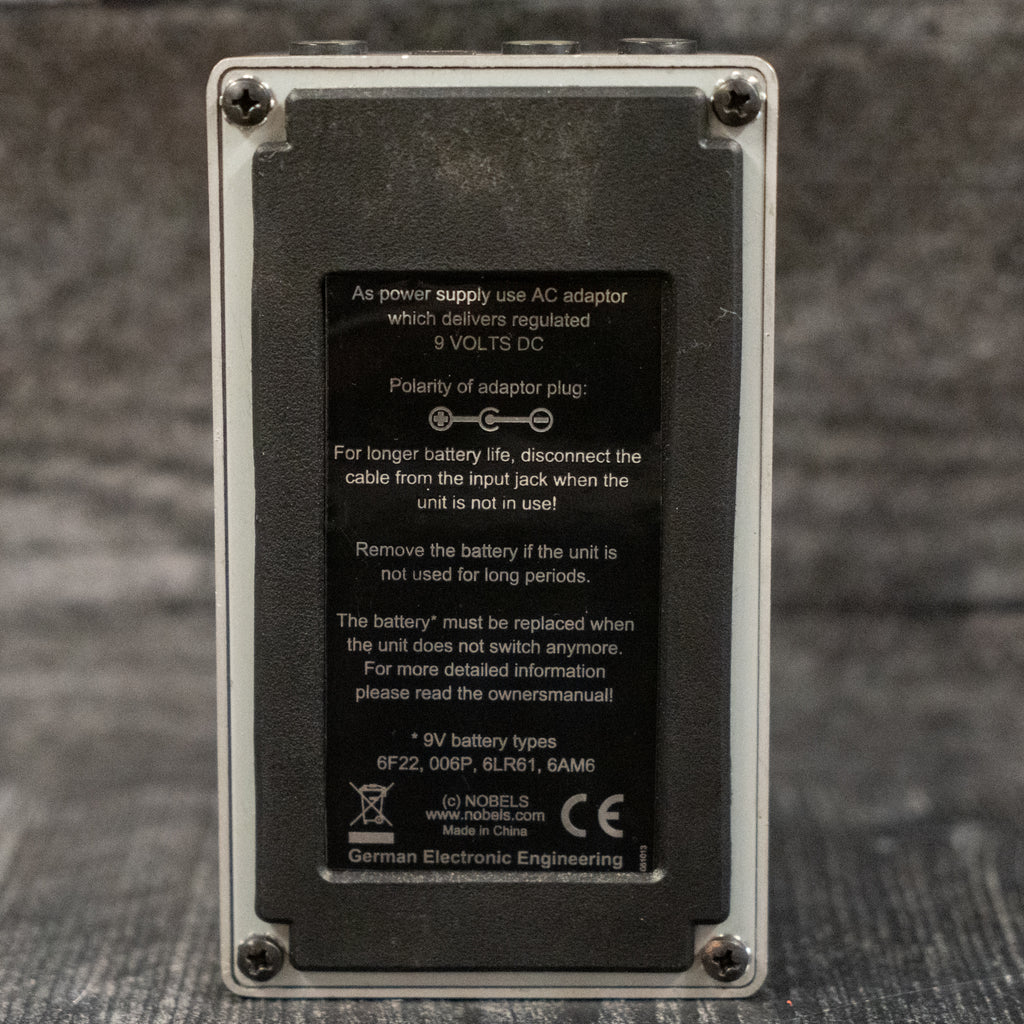 As power supply use AC adaptor
which delivers regulated
9 VOLTS DC
Polarity of adaptor plug:
For longer battery life, disconnect the
cable from the input jack when the
unit is not in use!
Remove the battery if the unit is
not used for long periods.
The battery* must be replaced when
the unit does not switch anymore.
For more detailed information
please read the ownersmanual!
* 9V battery types
6F22, 006P, 6LR61, 6AM6
(c) NOBELS
www.nobels.com
Made in China
CE
German Electronic Engineering